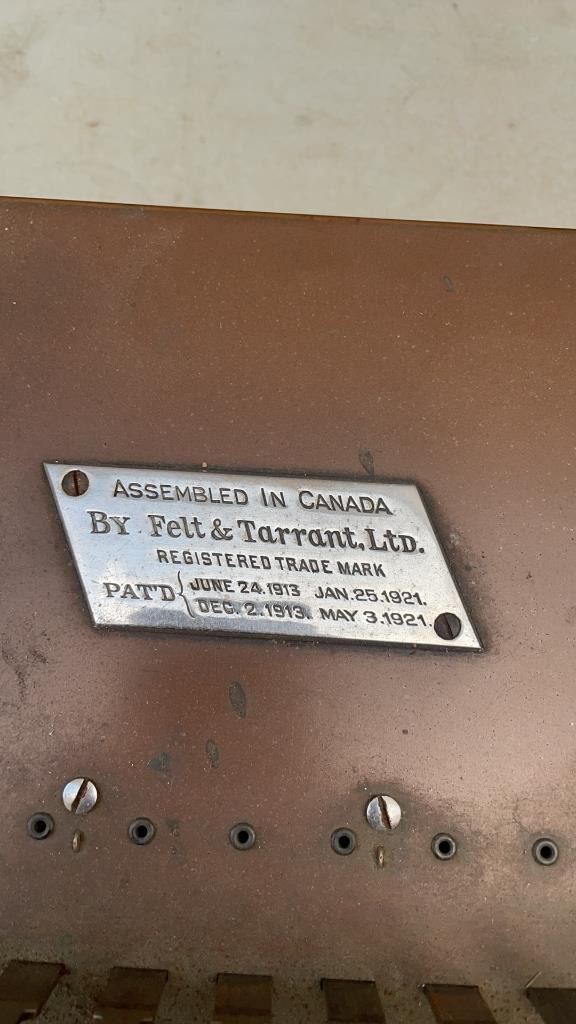 ASSEMBLED IN CANADA
BY Felt & Tarrant, LTD.
REGISTERED TRADE MARK
PAT'D { JUNE 24.1913 JAN.25.1921.
DEC. 2.1913. MAY 3.1921.